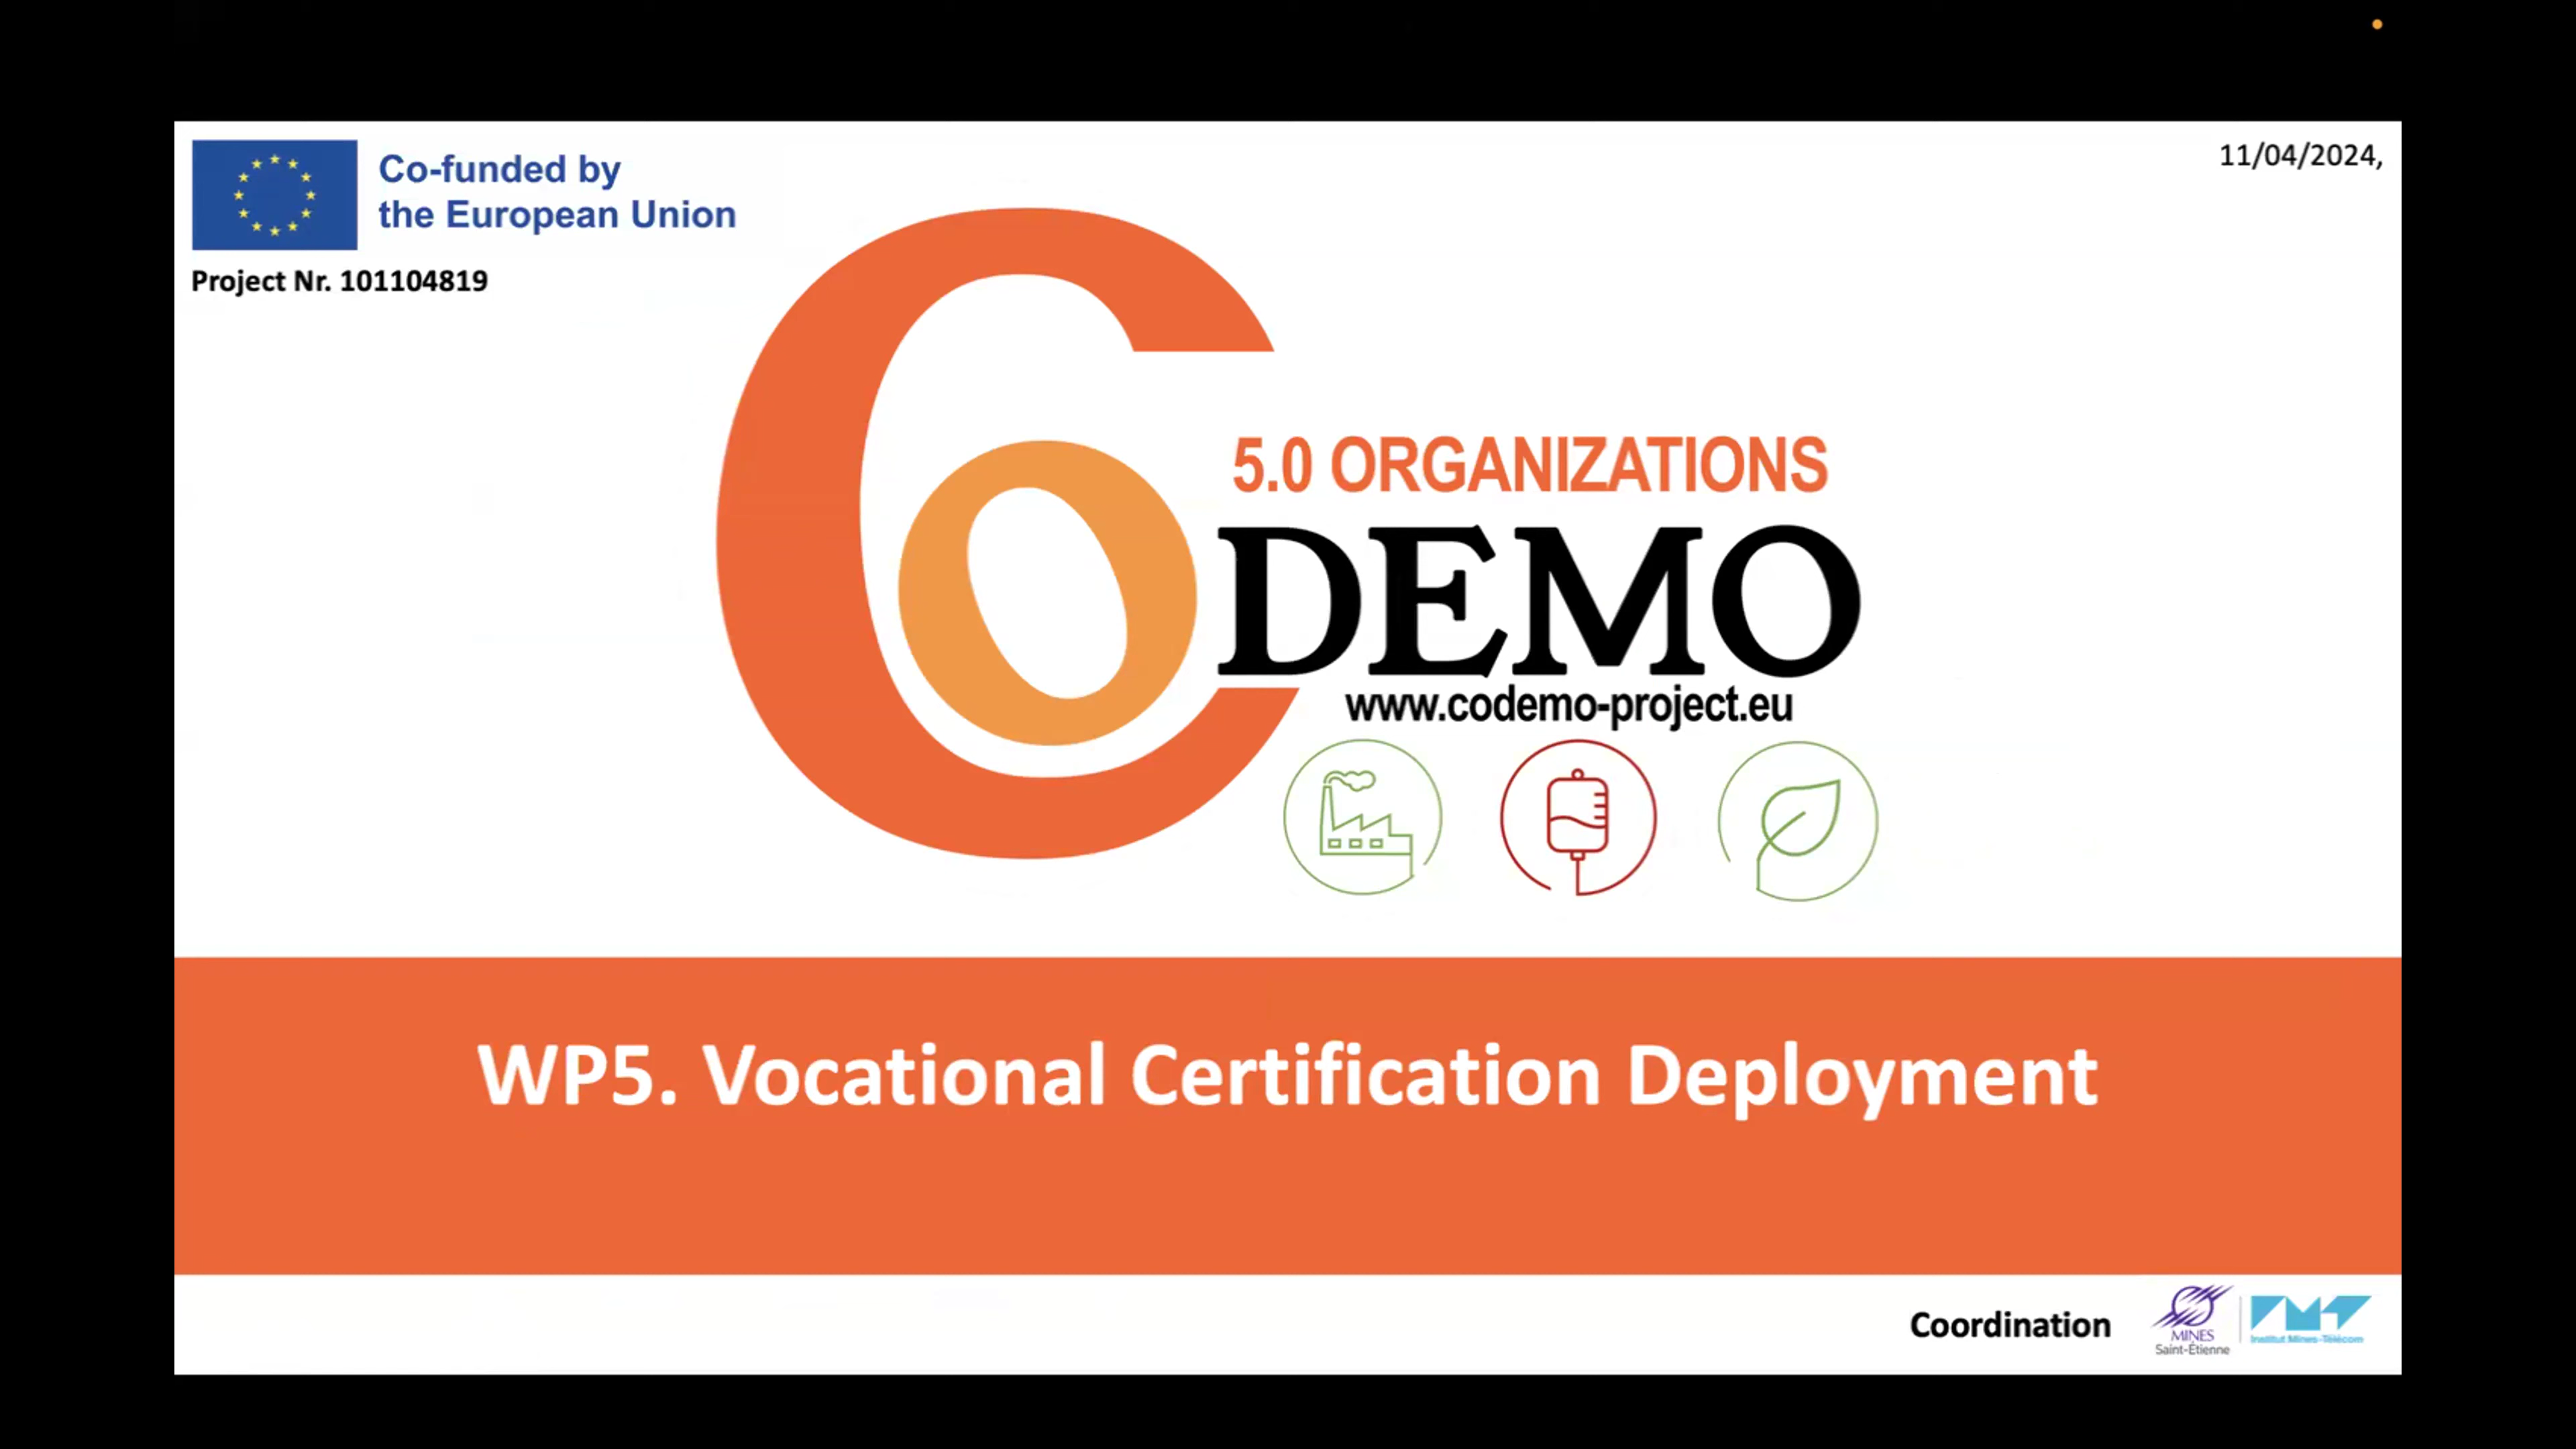 Co-funded by
the European Union
Project Nr. 101104819
11/04/2024,
5.0 ORGANIZATIONS
CoDEMO
www.codemo-project.eu
WP5. Vocational Certification Deployment
Coordination
MINES
Saint-Étienne
IMT
Institut Mines-Télécom